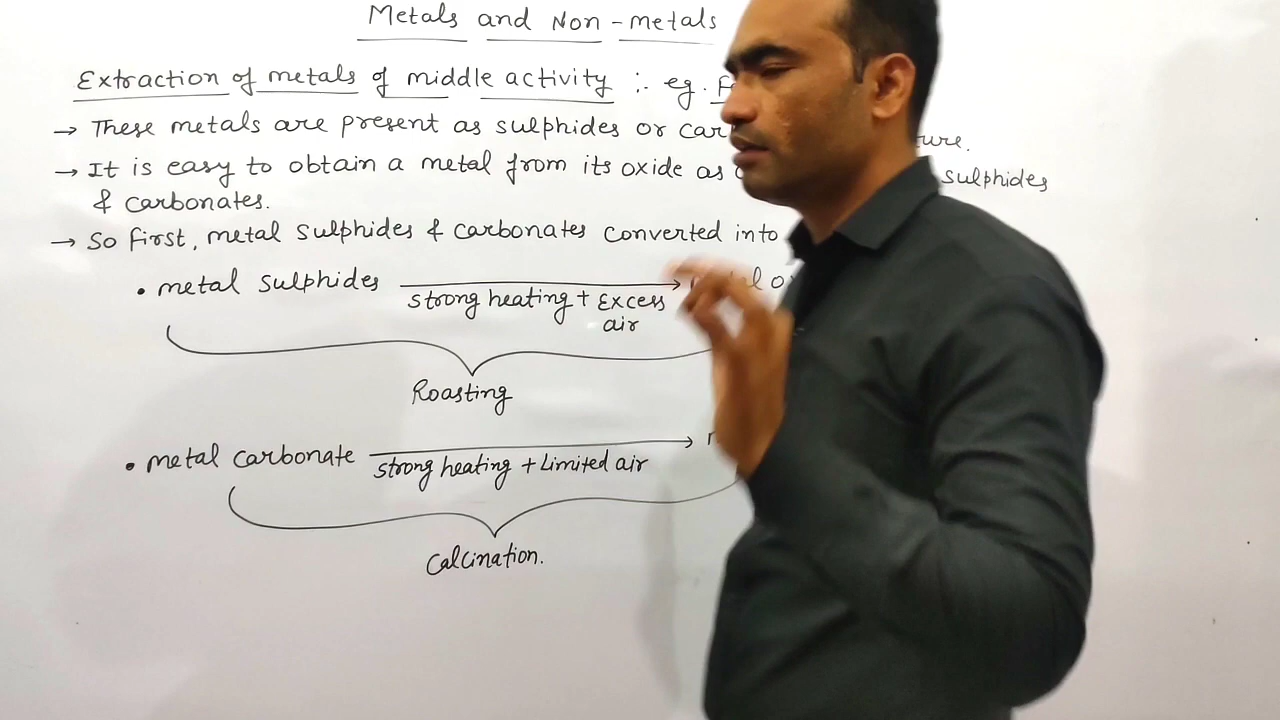 Metals and Non-metals
Extraction of metals of middle activity :- eg.
→ These metals are present as sulphides or
→ It is easy to obtain a metal from its oxide as sulphides
& carbonates.
→ So first, metal sulphides & carbonates converted into
• metal sulphides → metal
strong heating + Excess
air
Roasting
• metal carbonate →
strong heating + Limited air
Calcination.